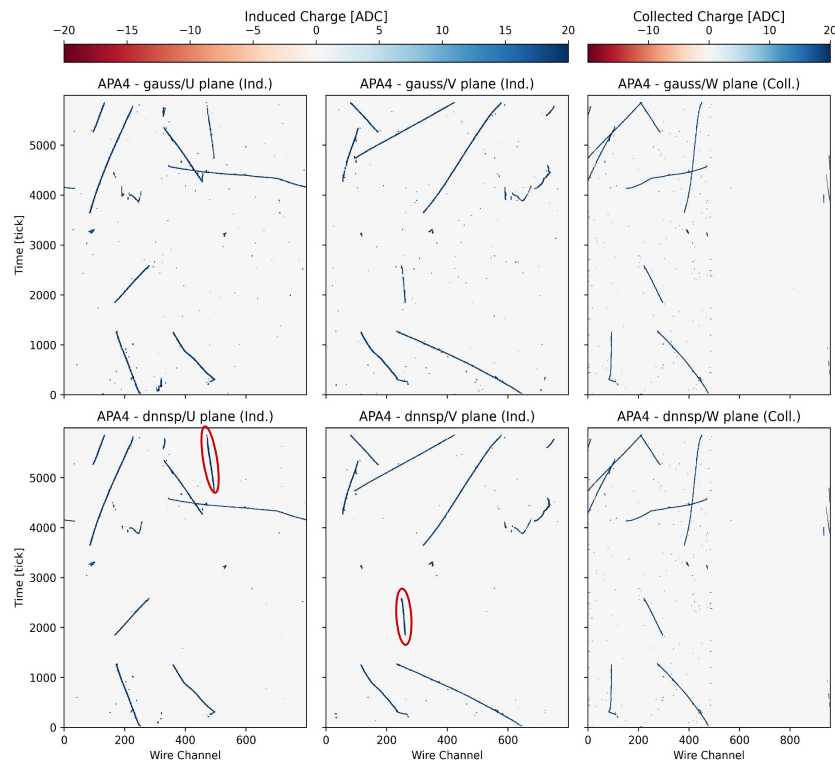 Induced Charge [ADC]
Collected Charge [ADC]
−20 −15 −10 −5 0 5 10 15 20
−10 0 10 20
APA4 - gauss/U plane (Ind.)
APA4 - gauss/V plane (Ind.)
APA4 - gauss/W plane (Coll.)
Time [tick]
5000
4000
3000
2000
1000
0
APA4 - dnnsp/U plane (Ind.)
APA4 - dnnsp/V plane (Ind.)
APA4 - dnnsp/W plane (Coll.)
Time [tick]
5000
4000
3000
2000
1000
0
0 200 400 600
0 200 400 600
0 200 400 600 800
Wire Channel
Wire Channel
Wire Channel